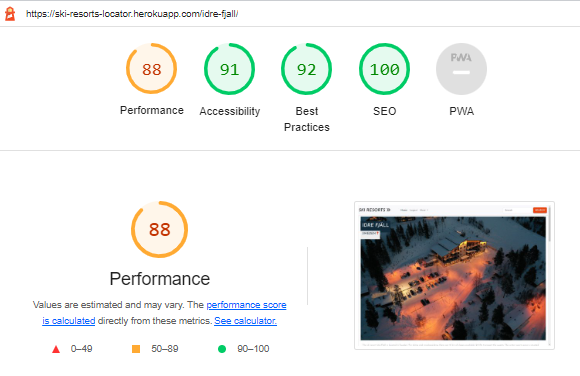 https://ski-resorts-locator.herokuapp.com/idre-fjall/
88 91 92 100 PWA
Performance Accessibility Best Practices SEO PWA
88
Performance
Values are estimated and may vary. The performance score
is calculated directly from these metrics. See calculator.
0–49 50–89 90–100
SKI RESORTS
IDRE FJÄLL